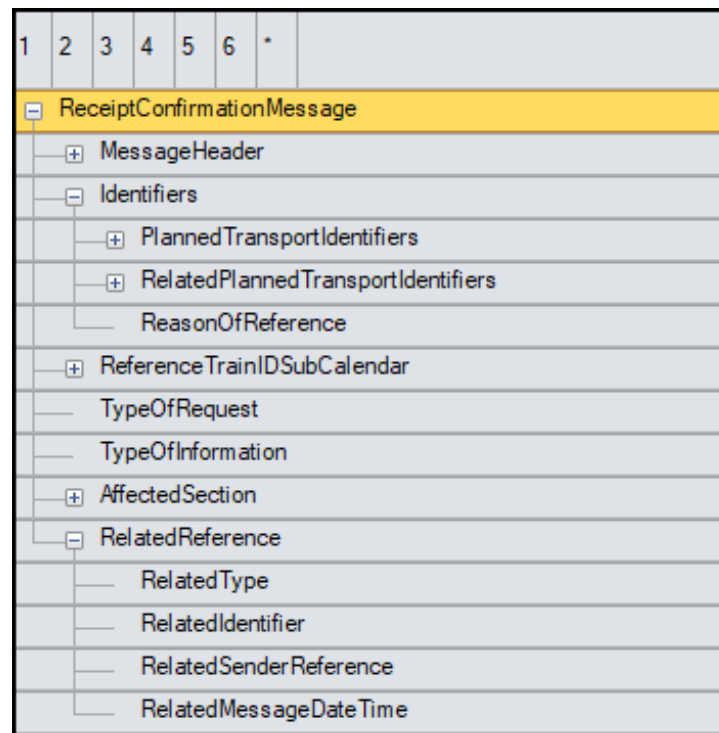 1 2 3 4 5 6 *
ReceiptConfirmationMessage
MessageHeader
Identifiers
PlannedTransportIdentifiers
RelatedPlannedTransportIdentifiers
ReasonOfReference
ReferenceTrainIDSubCalendar
TypeOfRequest
TypeOfInformation
AffectedSection
RelatedReference
RelatedType
RelatedIdentifier
RelatedSenderReference
RelatedMessageDateTime